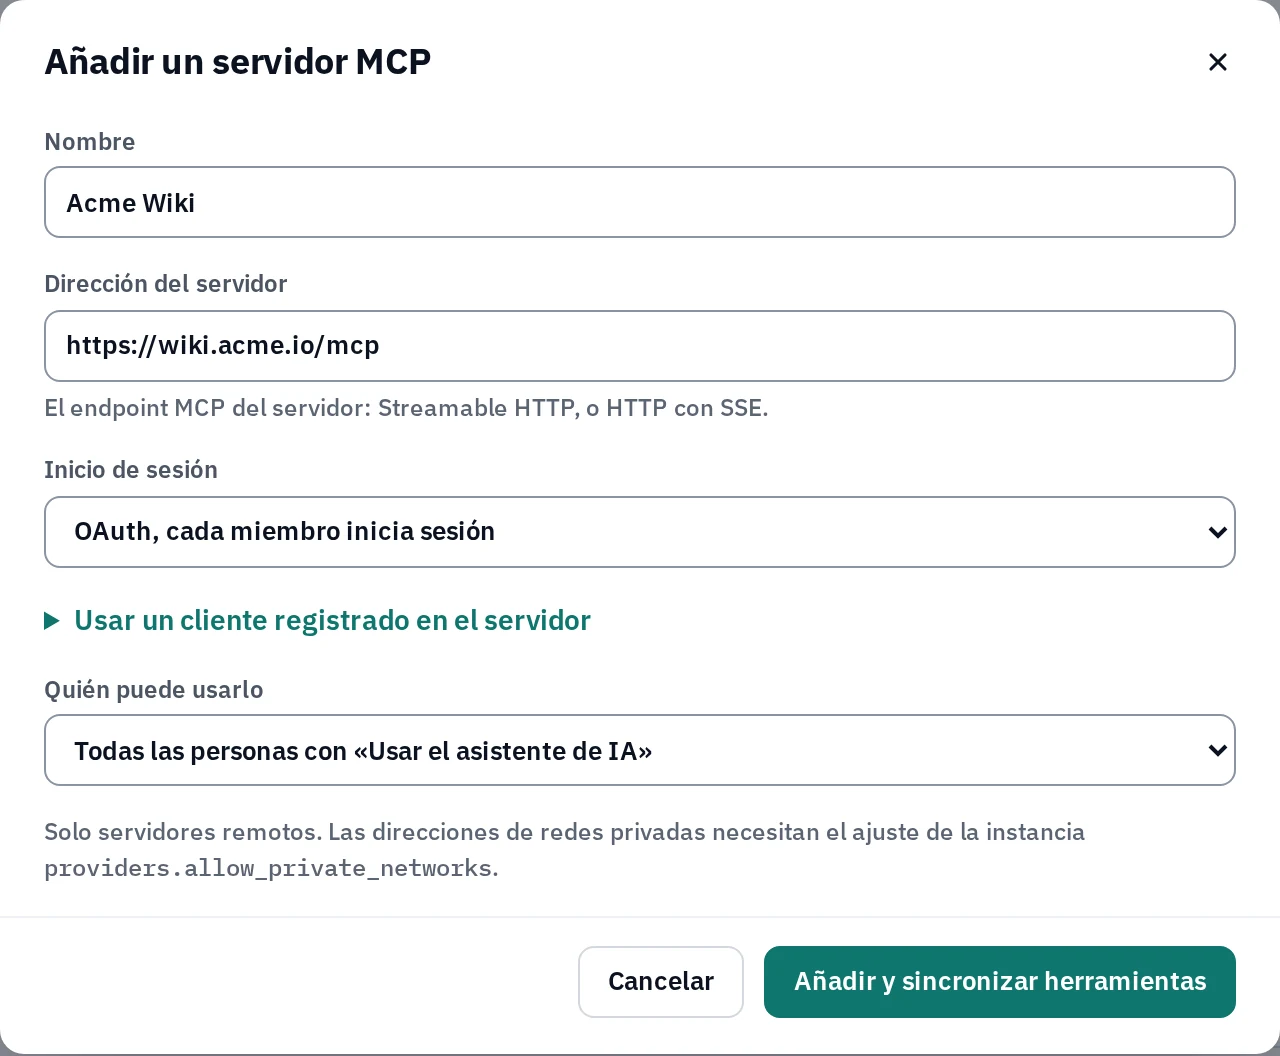 Añadir un servidor MCP
Nombre
Acme Wiki
Dirección del servidor
https://wiki.acme.io/mcp
El endpoint MCP del servidor: Streamable HTTP, o HTTP con SSE.
Inicio de sesión
OAuth, cada miembro inicia sesión
Usar un cliente registrado en el servidor
Quién puede usarlo
Todas las personas con «Usar el asistente de IA»
Solo servidores remotos. Las direcciones de redes privadas necesitan el ajuste de la instancia
providers.allow_private_networks.
Cancelar
Añadir y sincronizar herramientas